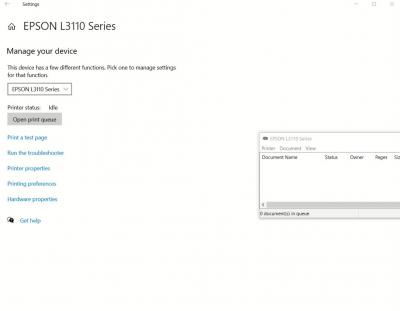 Settings
EPSON L3110 Series
Manage your device
This device has a few different functions. Pick one to manage settings
for that function.
EPSON L3110 Series
Printer status: Idle
Open print queue
Print a test page
Run the troubleshooter
Printer properties
Printing preferences
Hardware properties
Get help
EPSON L3110 Series
Printer Document View
Document Name Status Owner Pages Siz
0 document(s) in queue